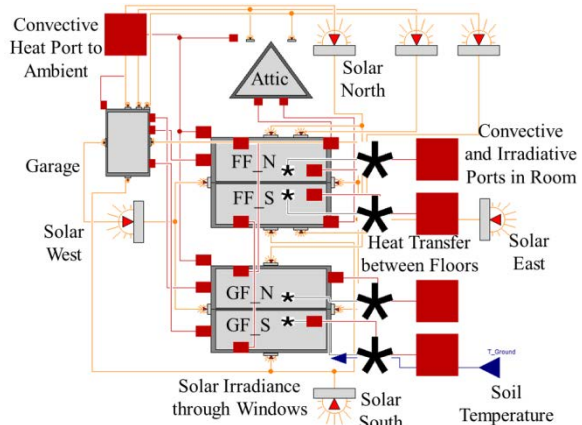 Convective
Heat Port to
Ambient
Attic
Solar
North
Garage
FF_N
FF_S
Convective
and Irradiative
Ports in Room
Solar
West
Heat Transfer
between Floors
Solar
East
GF_N
GF_S
T_Ground
Solar Irradiance
through Windows
Solar
South
Soil
Temperature